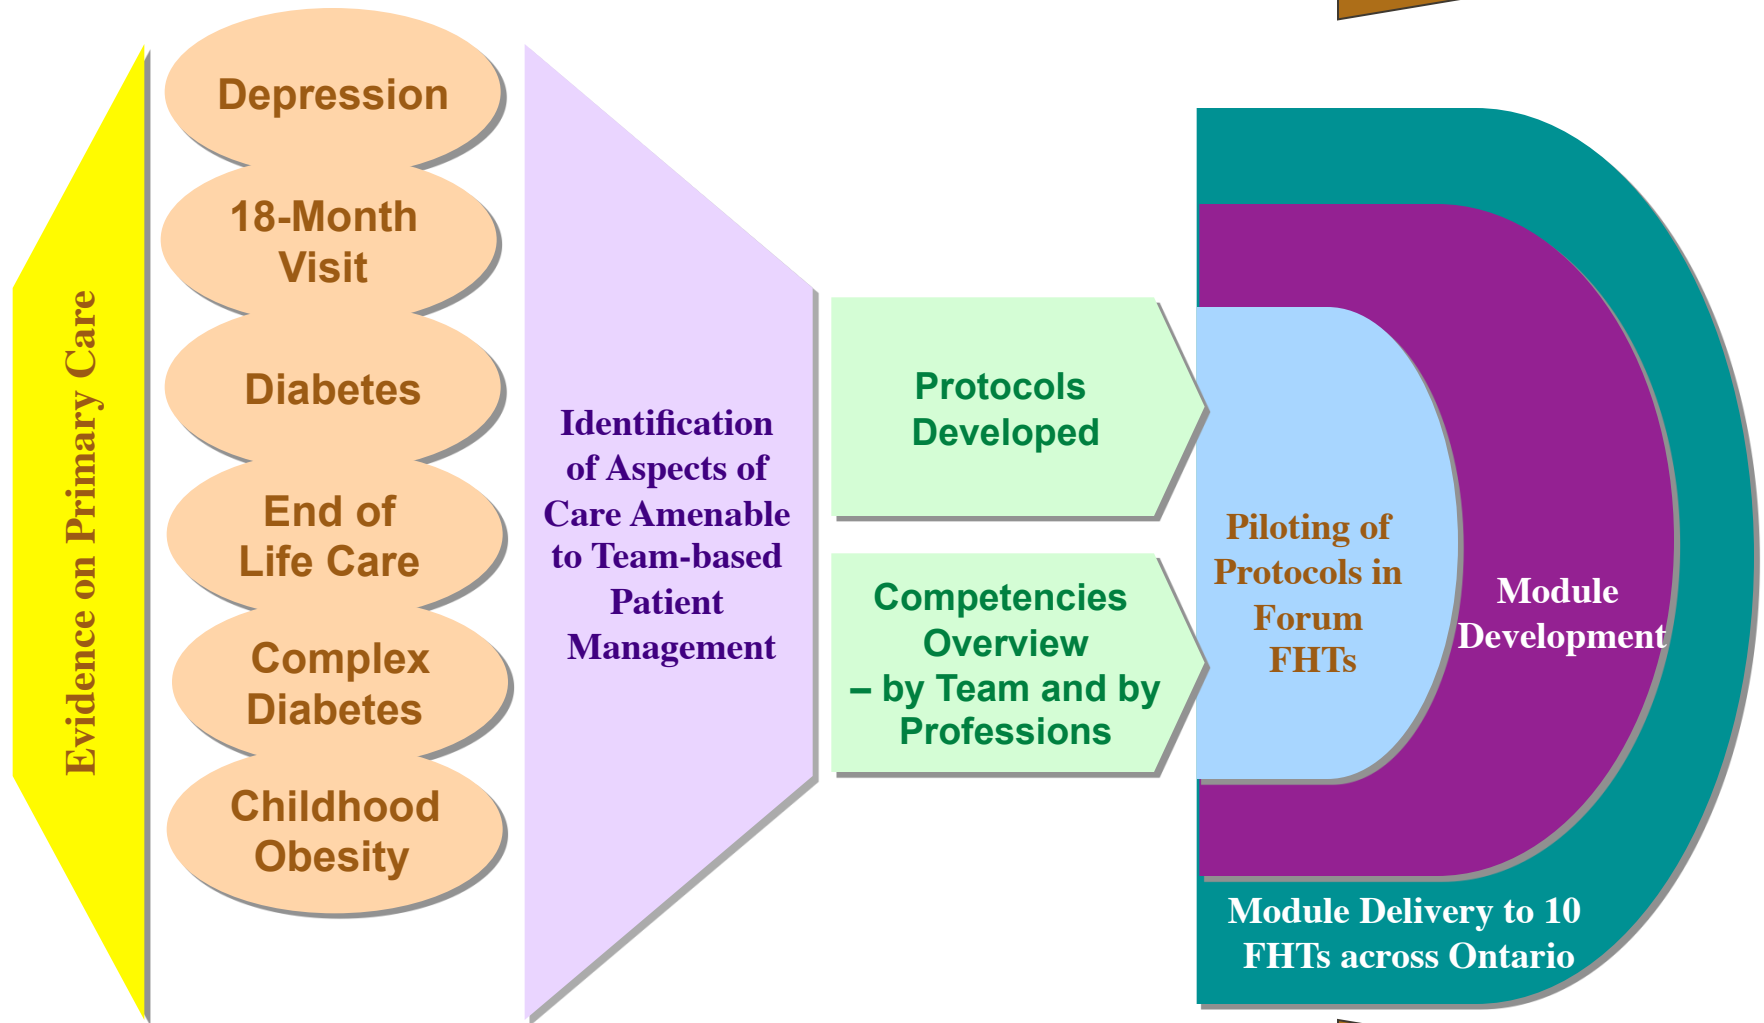 Evidence on Primary Care
Depression
18-Month
Visit
Diabetes
End of
Life Care
Complex
Diabetes
Childhood
Obesity
Identification
of Aspects of
Care Amenable
to Team-based
Patient
Management
Protocols
Developed
Competencies
Overview
– by Team and by
Professions
Piloting of
Protocols in
Forum
FHTs
Module
Development
Module Delivery to 10
FHTs across Ontario